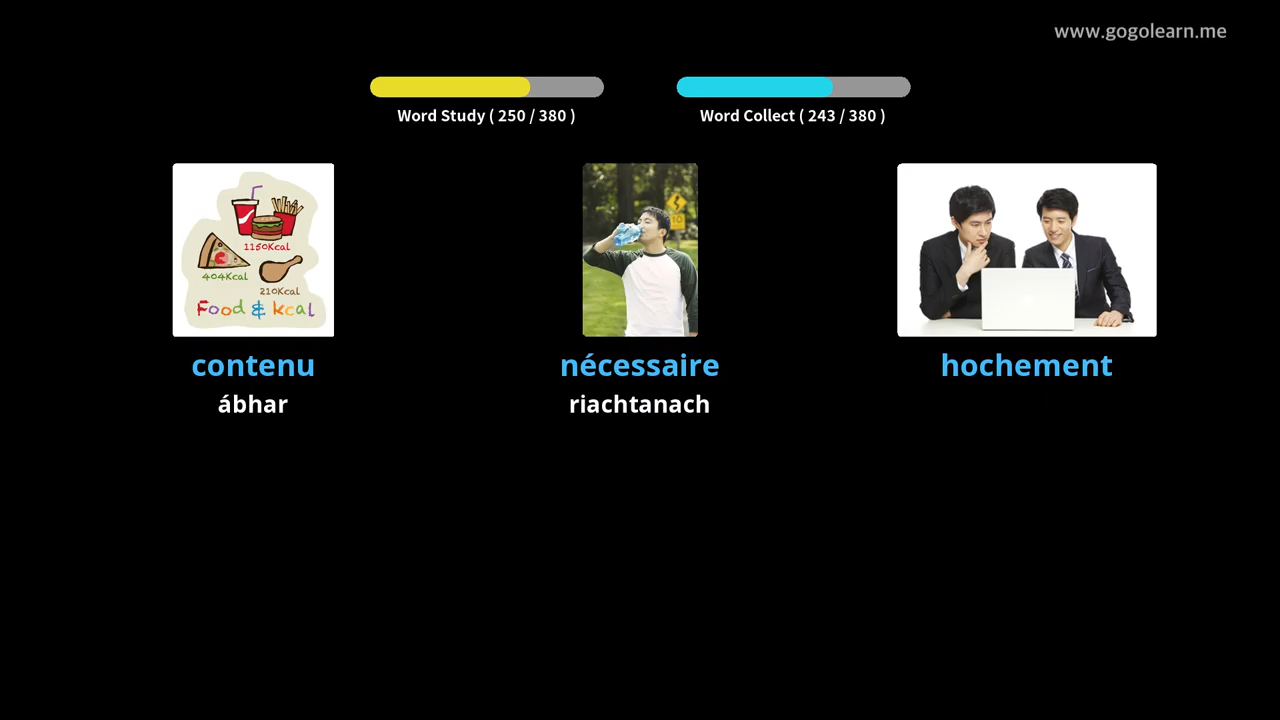 www.gogolearn.me
Word Study ( 250 / 380 )
Word Collect ( 243 / 380 )
1150Kcal
404Kcal
210Kcal
Food & kcal
10
contenu
nécessaire
hochement
ábhar
riachtanach